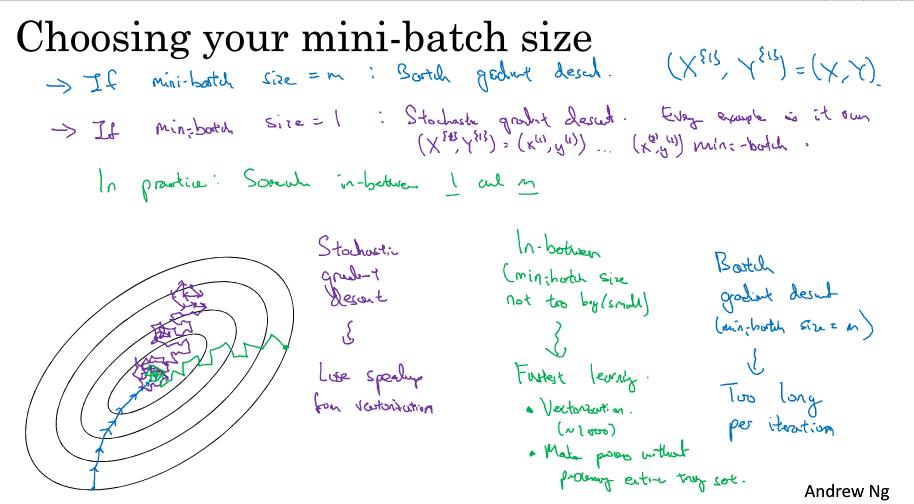 Choosing your mini-batch size
→ If mini-batch size = m : Batch gradient descent. (X^{1}, Y^{1}) = (X, Y).
→ If mini-batch size = 1 : Stochastic gradient descent. Every example is it own
(X^{1}, Y^{1}) = (x^(1), y^(1)) ... mini-batch.
In practice: Somewhere in-between 1 and m
Stochastic
gradient
descent
Lose speedup
from vectorization
In-between
(mini-batch size
not too big/small)
Fastest learning.
• Vectorization.
(~1000)
• Make progress without
processing entire training set.
Batch
gradient descent
(mini-batch size = m)
Too long
per iteration
Andrew Ng